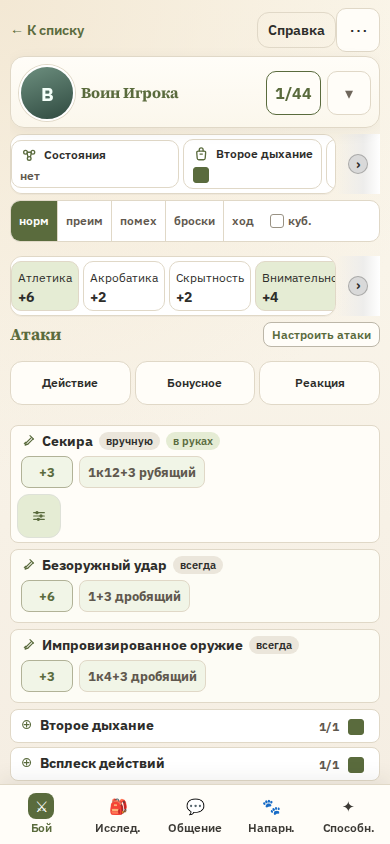 ← К списку
Справка
...
В
Воин Игрока
1/44
▾
Состояния
нет
Второе дыхание
норм преим помех броски ход куб.
Атлетика
+6
Акробатика
+2
Скрытность
+2
Внимательно
+4
Атаки
Настроить атаки
Действие Бонусное Реакция
Секира вручную в руках
+3 1к12+3 рубящий
Безоружный удар всегда
+6 1+3 дробящий
Импровизированное оружие всегда
+3 1к4+3 дробящий
Второе дыхание 1/1
Всплеск действий 1/1
Бой Исслед. Общение Напарн. Способн.